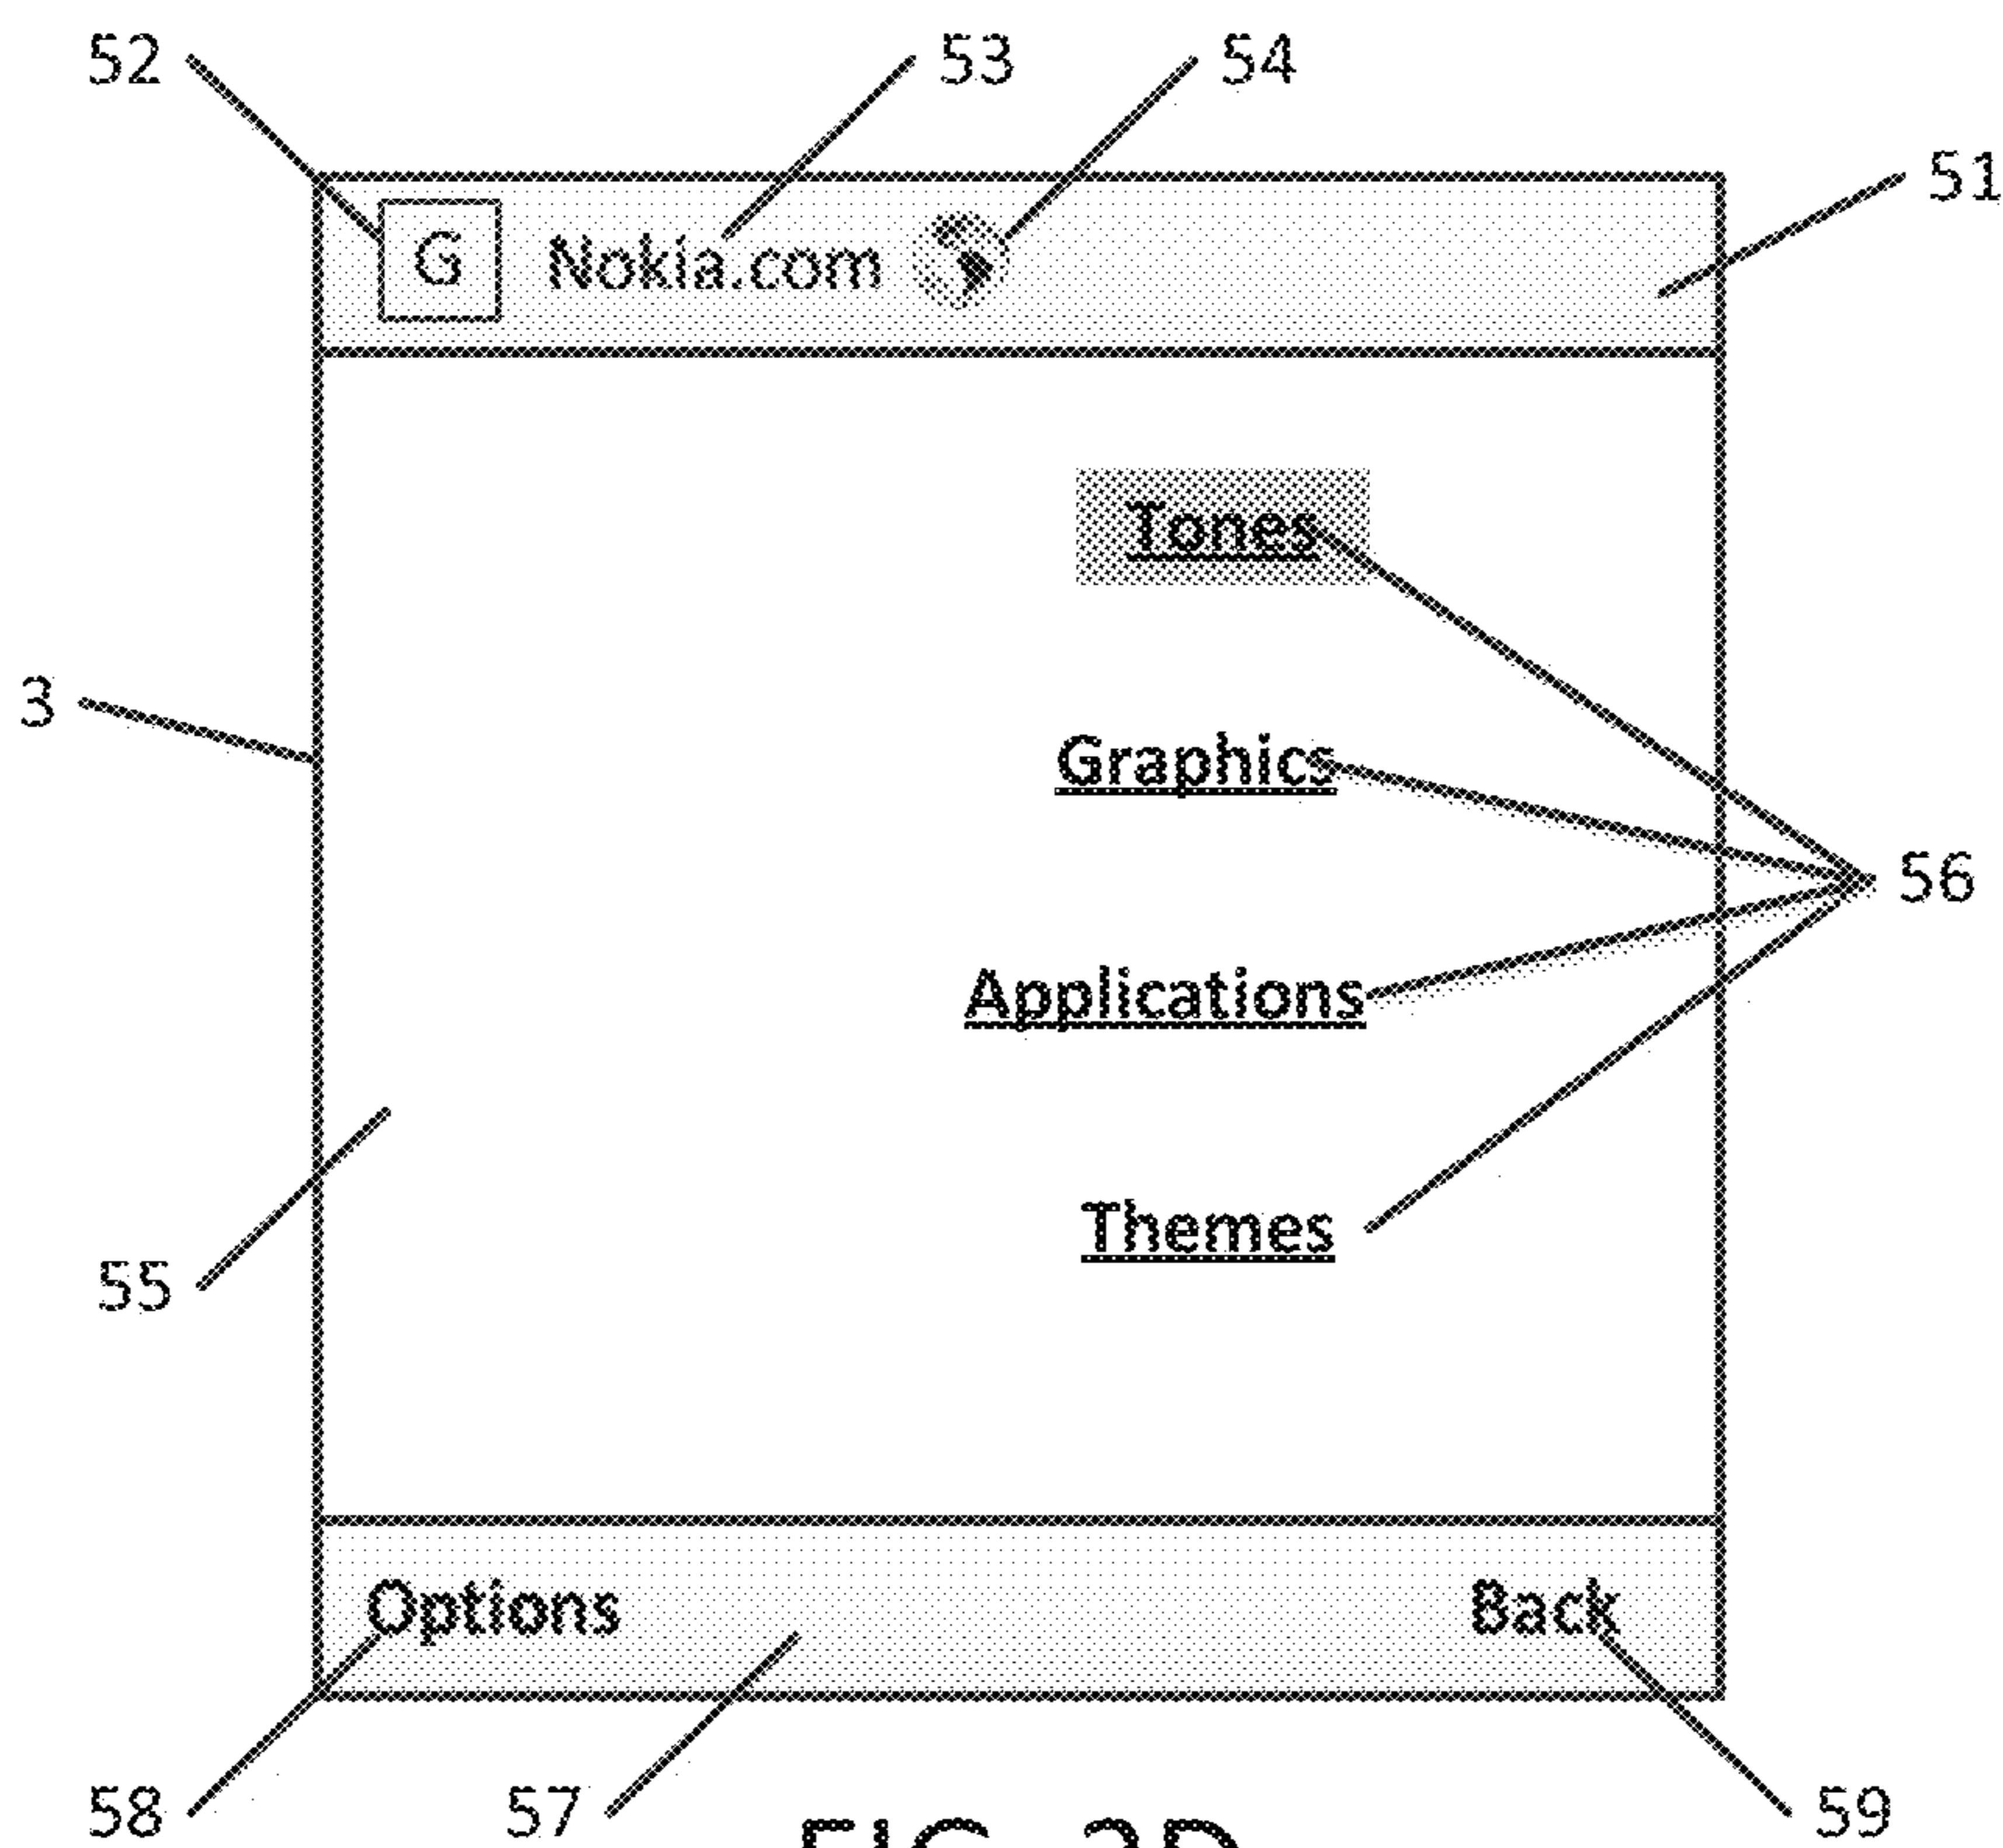 52 53 54
51
G Nokia.com
Tones
3
Graphics
56
Applications
Themes
55
Options Back
58 57 59